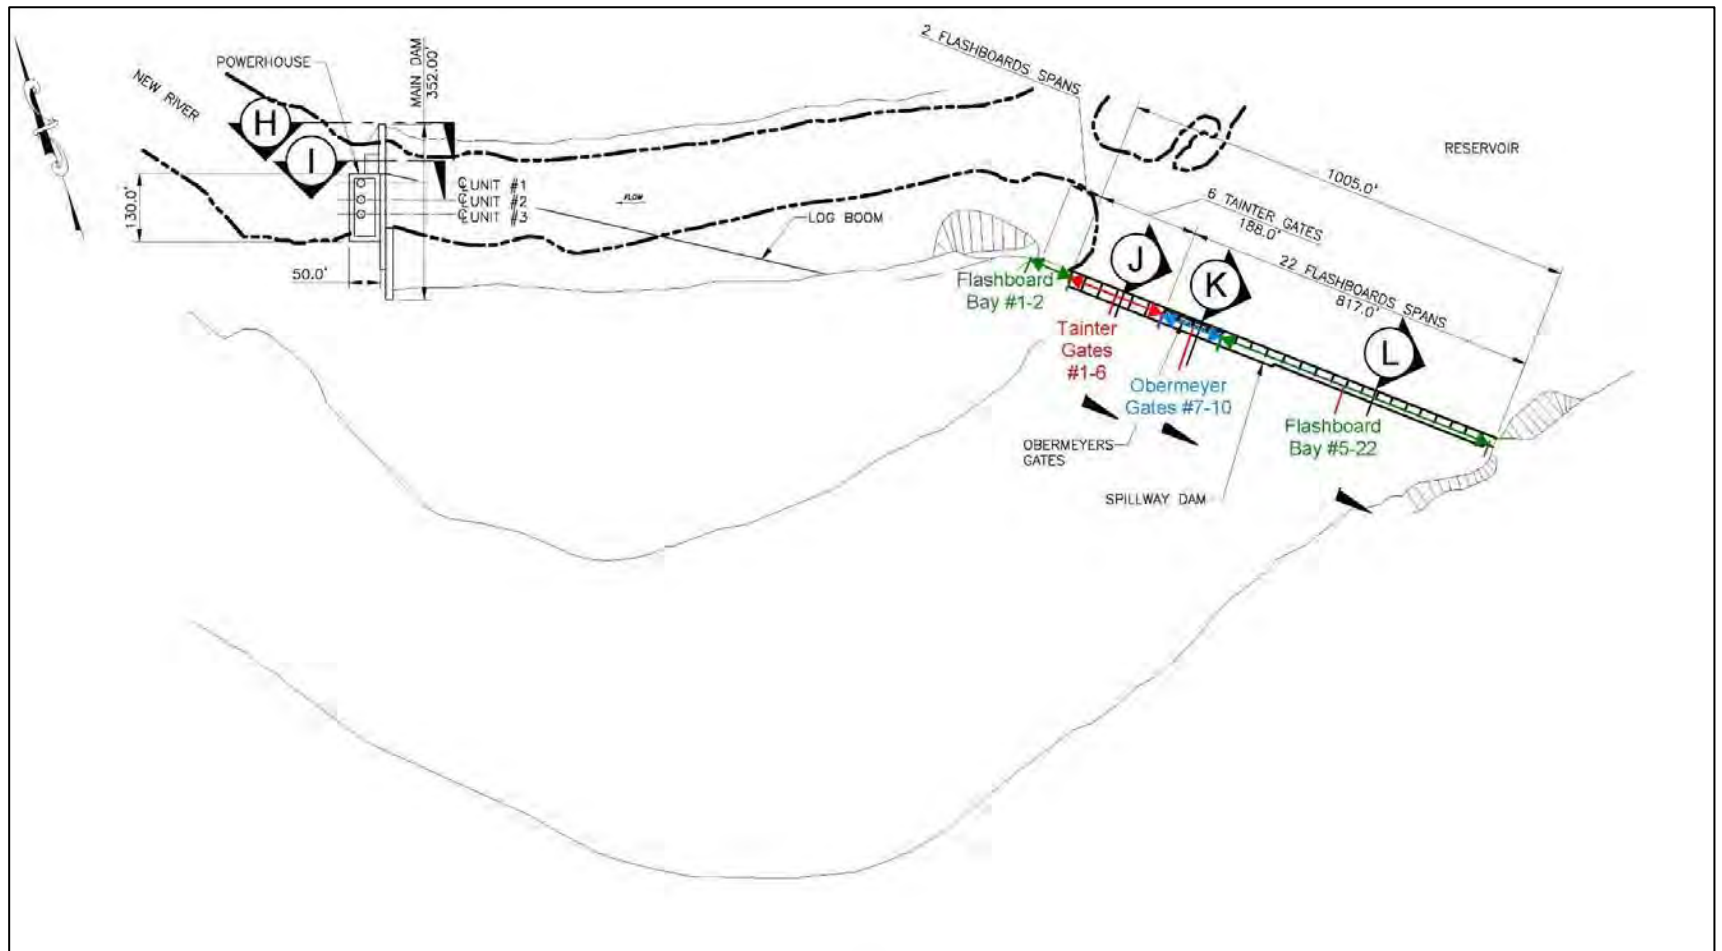 2 FLASHBOARDS SPANS
POWERHOUSE
MAIN DAM
352.00'
NEW RIVER
H
I
RESERVOIR
1005.0'
130.0'
℄ UNIT #1
℄ UNIT #2
℄ UNIT #3
FLOW
LOG BOOM
6 TAINTER GATES
188.0'
50.0'
J
K
22 FLASHBOARDS SPANS
817.0'
L
Flashboard
Bay #1-2
Tainter
Gates
#1-6
Obermeyer
Gates #7-10
Flashboard
Bay #5-22
OBERMEYERS
GATES
SPILLWAY DAM